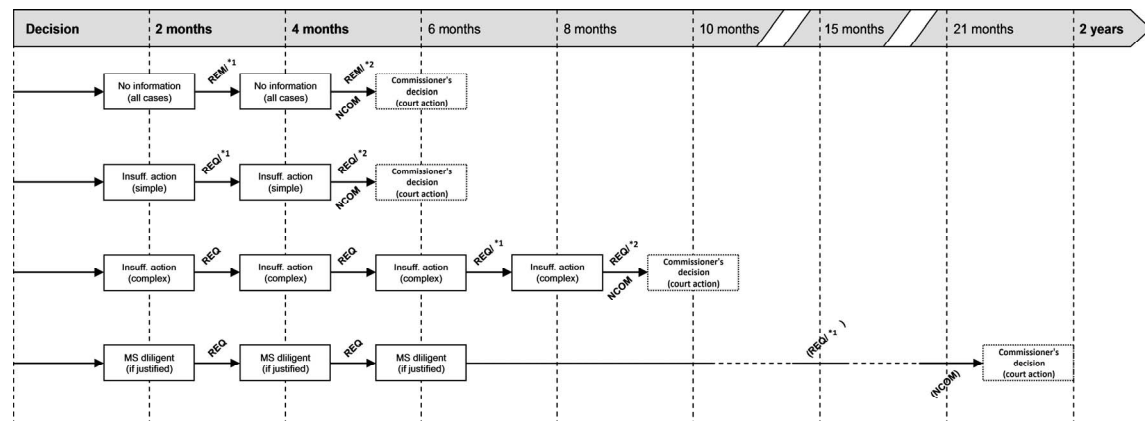 Decision 2 months 4 months 6 months 8 months 10 months 15 months 21 months 2 years
REM/ *1 REM/ *2
No information No information Commissioner's
(all cases) (all cases) decision
(court action)
NCOM
REQ/ *1 REQ/ *2
Insuff. action Insuff. action Commissioner's
(simple) (simple) decision
(court action)
NCOM
REQ REQ REQ/ *1 REQ/ *2
Insuff. action Insuff. action Insuff. action Insuff. action Commissioner's
(complex) (complex) (complex) (complex) decision
(court action)
NCOM
REQ REQ (REQ/ *1 )
MS dliligent MS diligent MS diligent Commissioner's
(if justified) (if justified) (if justified) decision
(court action)
(NCOM)